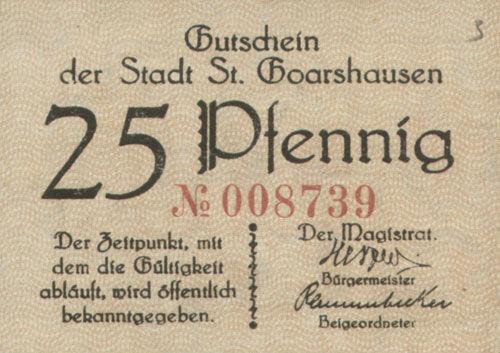 3
Gutschein
der Stadt St. Goarshausen
25 Pfennig
№ 008739
Der Zeitpunkt, mit
dem die Gültigkeit
abläuft, wird öffentlich
bekanntgegeben.
Der Magistrat.
Bürgermeister
Beigeordneter